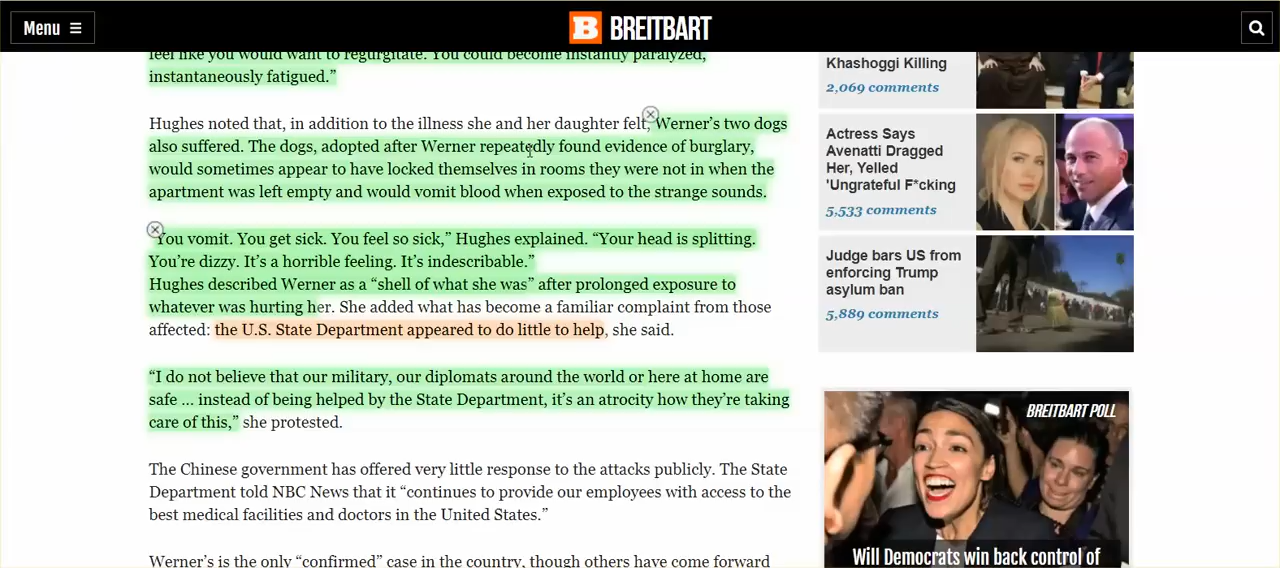 Menu
BREITBART
feel like you would want to regurgitate. You could become instantly paralyzed,
instantaneously fatigued.”
Hughes noted that, in addition to the illness she and her daughter felt, Werner’s two dogs
also suffered. The dogs, adopted after Werner repeatedly found evidence of burglary,
would sometimes appear to have locked themselves in rooms they were not in when the
apartment was left empty and would vomit blood when exposed to the strange sounds.
“You vomit. You get sick. You feel so sick,” Hughes explained. “Your head is splitting.
You’re dizzy. It’s a horrible feeling. It’s indescribable.”
Hughes described Werner as a “shell of what she was” after prolonged exposure to
whatever was hurting her. She added what has become a familiar complaint from those
affected: the U.S. State Department appeared to do little to help, she said.
“I do not believe that our military, our diplomats around the world or here at home are
safe … instead of being helped by the State Department, it’s an atrocity how they’re taking
care of this,” she protested.
The Chinese government has offered very little response to the attacks publicly. The State
Department told NBC News that it “continues to provide our employees with access to the
best medical facilities and doctors in the United States.”
Werner’s is the only “confirmed” case in the country, though others have come forward
Khashoggi Killing
2,069 comments
Actress Says
Avenatti Dragged
Her, Yelled
'Ungrateful F*cking
5,533 comments
Judge bars US from
enforcing Trump
asylum ban
5,889 comments
BREITBART POLL
Will Democrats win back control of